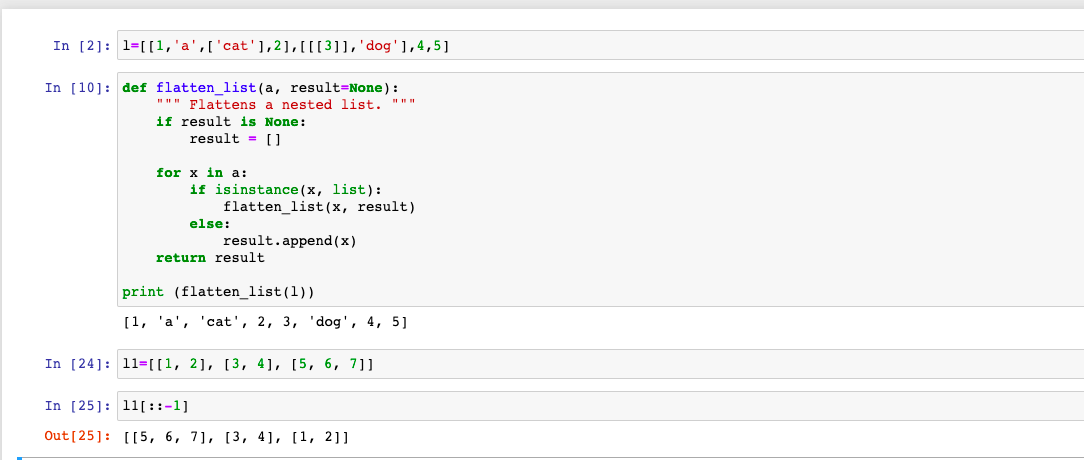 In [2]: l=[[1,'a',['cat'],2],[[[3]],'dog'],4,5]
In [10]: def flatten_list(a, result=None):
""" Flattens a nested list. """
if result is None:
result = []
for x in a:
if isinstance(x, list):
flatten_list(x, result)
else:
result.append(x)
return result
print (flatten_list(l))
[1, 'a', 'cat', 2, 3, 'dog', 4, 5]
In [24]: l1=[[1, 2], [3, 4], [5, 6, 7]]
In [25]: l1[::-1]
Out[25]: [[5, 6, 7], [3, 4], [1, 2]]